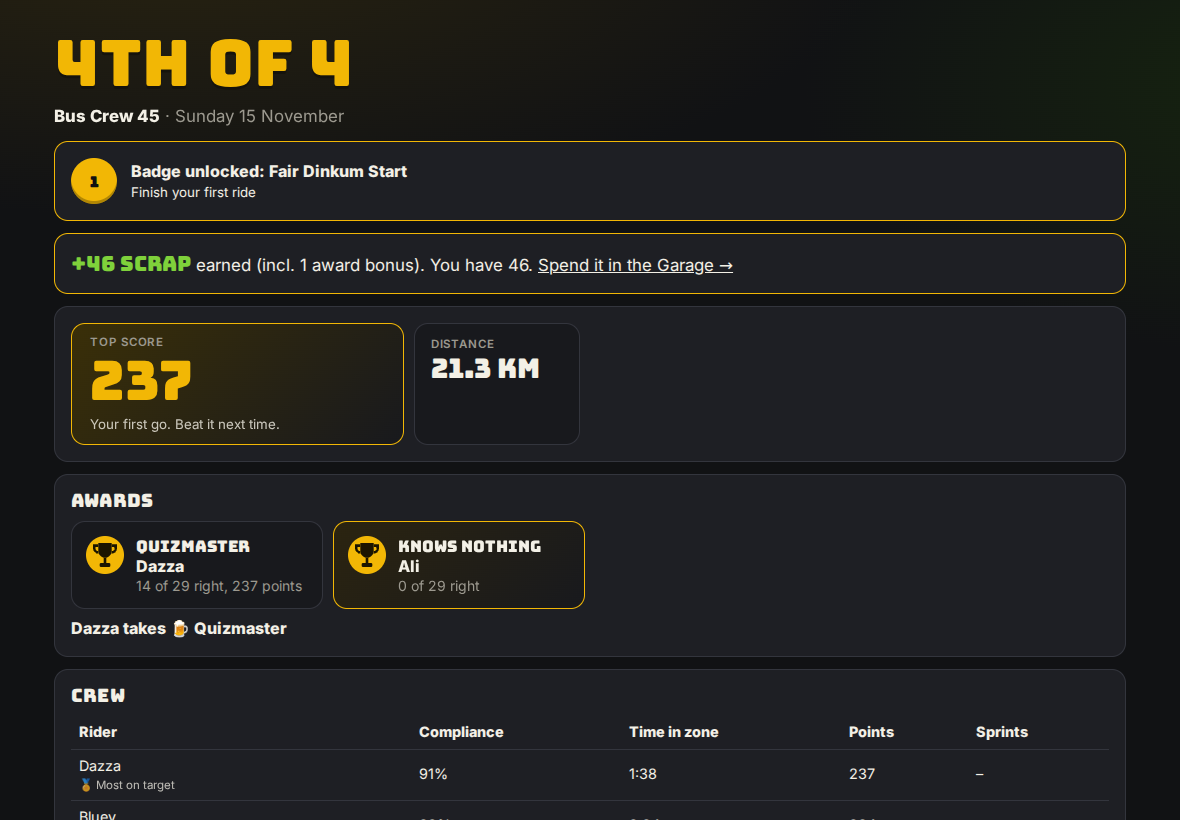 4TH OF 4
Bus Crew 45 · Sunday 15 November
1
Badge unlocked: Fair Dinkum Start
Finish your first ride
+46 SCRAP earned (incl. 1 award bonus). You have 46. Spend it in the Garage →
TOP SCORE
237
Your first go. Beat it next time.
DISTANCE
21.3 KM
AWARDS
QUIZMASTER
Dazza
14 of 29 right, 237 points
KNOWS NOTHING
Ali
0 of 29 right
Dazza takes 🍺 Quizmaster
CREW
Rider Compliance Time in zone Points Sprints
Dazza 91% 1:38 237 –
🏅 Most on target
Bluey